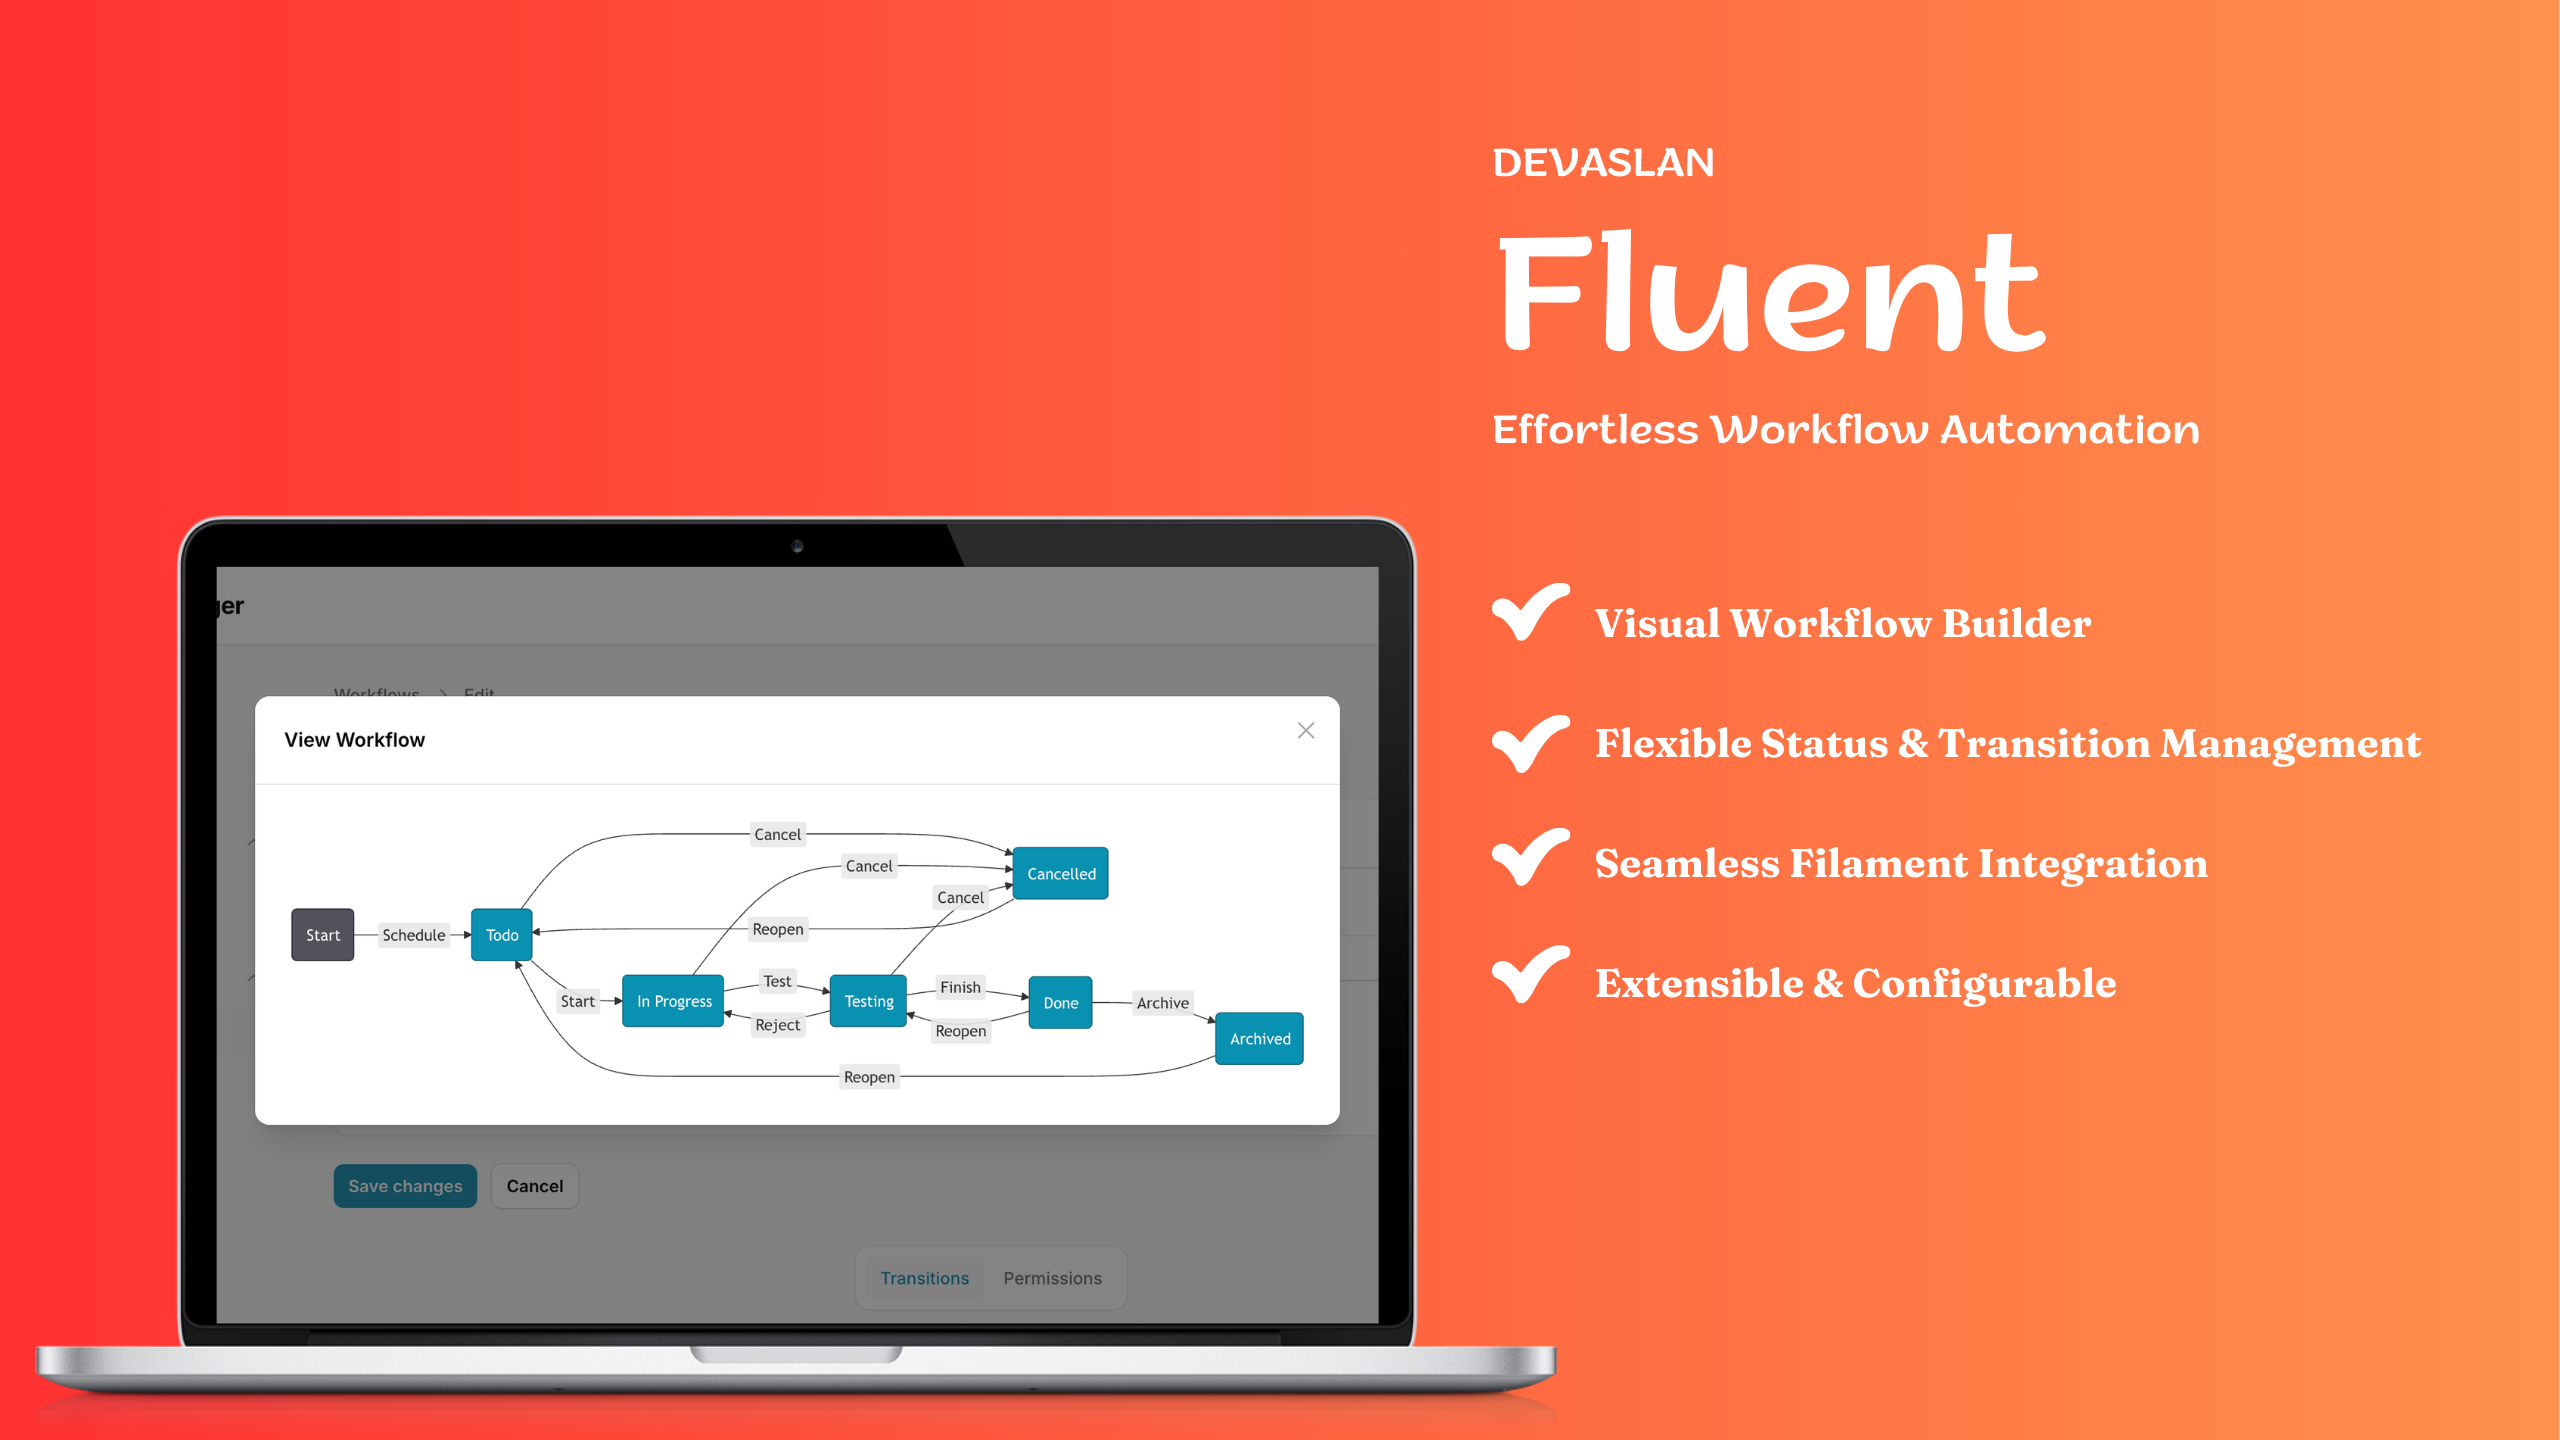 DEVASLAN
Fluent
Effortless Workflow Automation
Visual Workflow Builder
Flexible Status & Transition Management
Seamless Filament Integration
Extensible & Configurable
Workflows > Edit
View Workflow
Cancel
Cancel
Cancelled
Cancel
Start
Schedule
Todo
Reopen
Start
In Progress
Test
Reject
Testing
Finish
Reopen
Done
Archive
Archived
Reopen
Save changes
Cancel
Transitions
Permissions